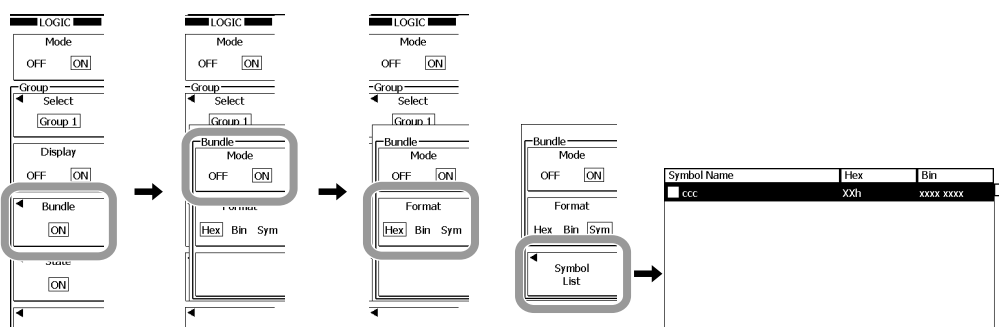 LOGIC
Mode
OFF ON
Group
Select
Group 1
Display
OFF ON
Bundle
ON
State
ON
LOGIC
Mode
OFF ON
Group
Select
Group 1
Bundle
Mode
OFF ON
Format
Hex Bin Sym
LOGIC
Mode
OFF ON
Group
Select
Group 1
Bundle
Mode
OFF ON
Format
Hex Bin Sym
Bundle
Mode
OFF ON
Format
Hex Bin Sym
Symbol
List
Symbol Name Hex Bin
ccc XXh xxxx xxxx